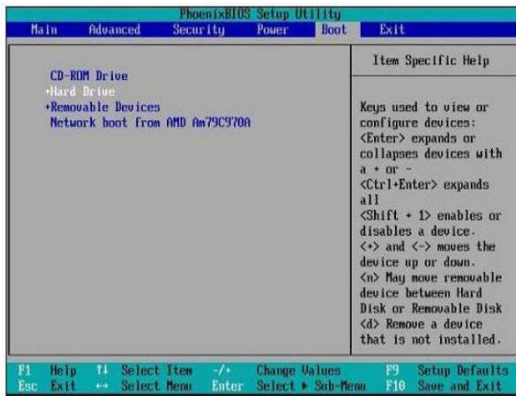 PhoenixBIOS Setup Utility
Main Advanced Security Power Boot Exit
CD-ROM Drive
+Hard Drive
+Removable Devices
Network boot from AMD Am79C970A
Item Specific Help
Keys used to view or
configure devices:
<Enter> expands or
collapses devices with
a + or -
<Ctrl+Enter> expands
all
<Shift + 1> enables or
disables a device.
<+> and <-> moves the
device up or down.
<n> May move removable
device between Hard
Disk or Removable Disk
<d> Remove a device
that is not installed.
F1 Help ↑↓ Select Item -/+ Change Values F9 Setup Defaults
Esc Exit ↔ Select Menu Enter Select ▶ Sub-Menu F10 Save and Exit